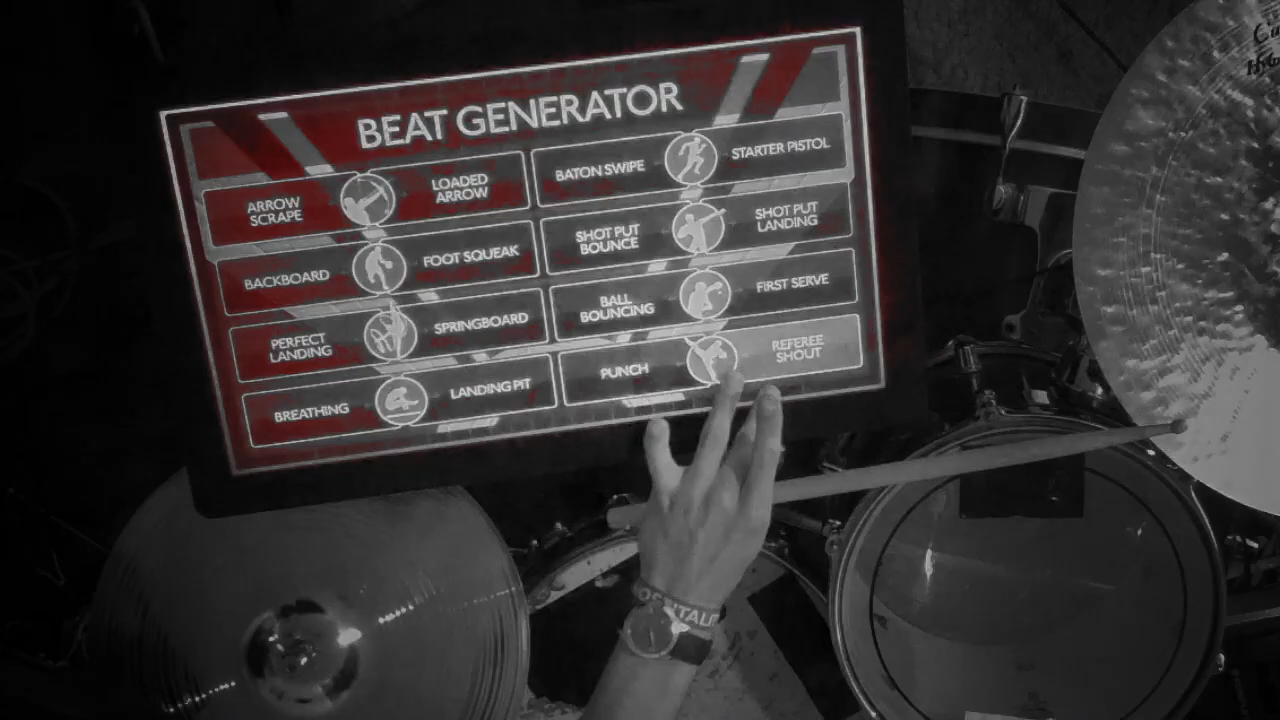 BEAT GENERATOR
ARROW
SCRAPE
LOADED
ARROW
BATON SWIPE
STARTER PISTOL
BACKBOARD
FOOT SQUEAK
SHOT PUT
BOUNCE
SHOT PUT
LANDING
PERFECT
LANDING
SPRINGBOARD
BALL
BOUNCING
FIRST SERVE
BREATHING
LANDING PIT
PUNCH
REFEREE
SHOUT